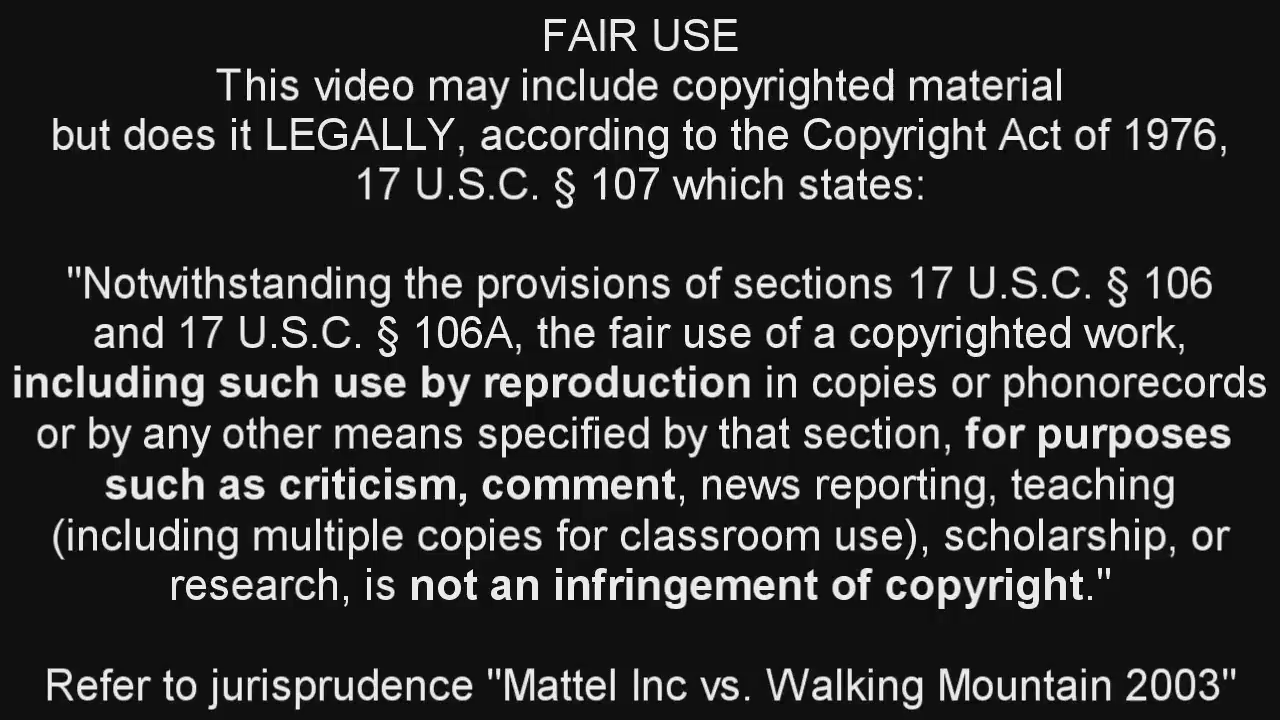 FAIR USE
This video may include copyrighted material
but does it LEGALLY, according to the Copyright Act of 1976,
17 U.S.C. § 107 which states:
"Notwithstanding the provisions of sections 17 U.S.C. § 106
and 17 U.S.C. § 106A, the fair use of a copyrighted work,
including such use by reproduction in copies or phonorecords
or by any other means specified by that section, for purposes
such as criticism, comment, news reporting, teaching
(including multiple copies for classroom use), scholarship, or
research, is not an infringement of copyright."
Refer to jurisprudence "Mattel Inc vs. Walking Mountain 2003"